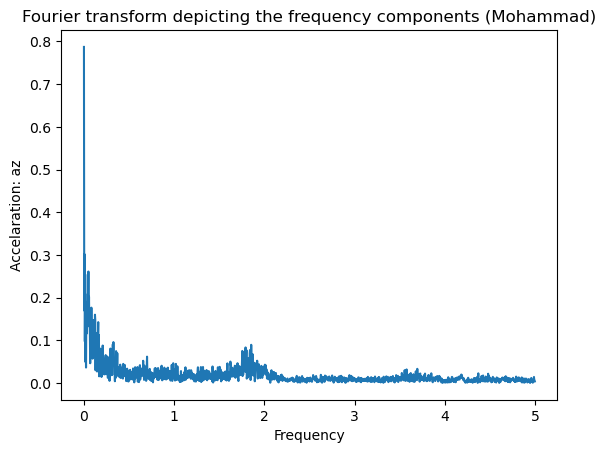 Fourier transform depicting the frequency components (Mohammad)
Accelaration: az
0.8
0.7
0.6
0.5
0.4
0.3
0.2
0.1
0.0
0 1 2 3 4 5
Frequency